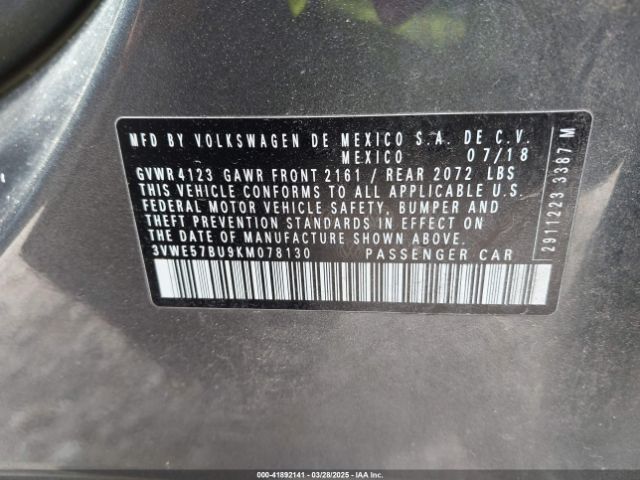 MFD BY VOLKSWAGEN DE MEXICO S.A. DE C.V.
MEXICO 07/18
GVWR 4123 GAWR FRONT 2161 / REAR 2072 LBS
THIS VEHICLE CONFORMS TO ALL APPLICABLE U.S.
FEDERAL MOTOR VEHICLE SAFETY, BUMPER AND
THEFT PREVENTION STANDARDS IN EFFECT ON
THE DATE OF MANUFACTURE SHOWN ABOVE.
3VWE57BU9KM078130 PASSENGER CAR
2911223 3387 M
000-41892141 | 03/28/2025 - IAAI.COM